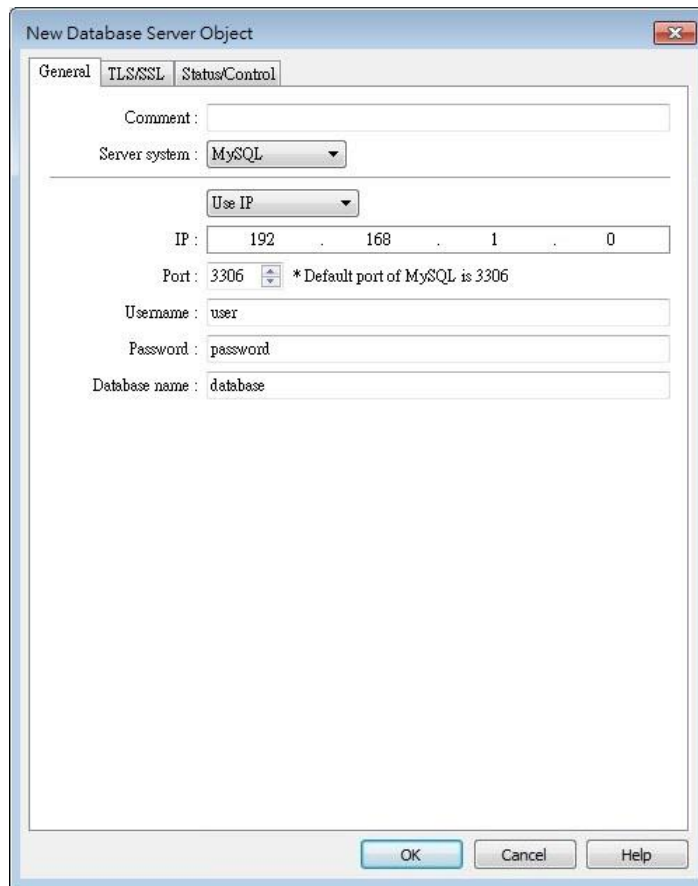 New Database Server Object
General TLS/SSL Status/Control
Comment :
Server system : MySQL
Use IP
IP : 192 . 168 . 1 . 0
Port : 3306 * Default port of MySQL is 3306
Username : user
Password : password
Database name : database
OK Cancel Help